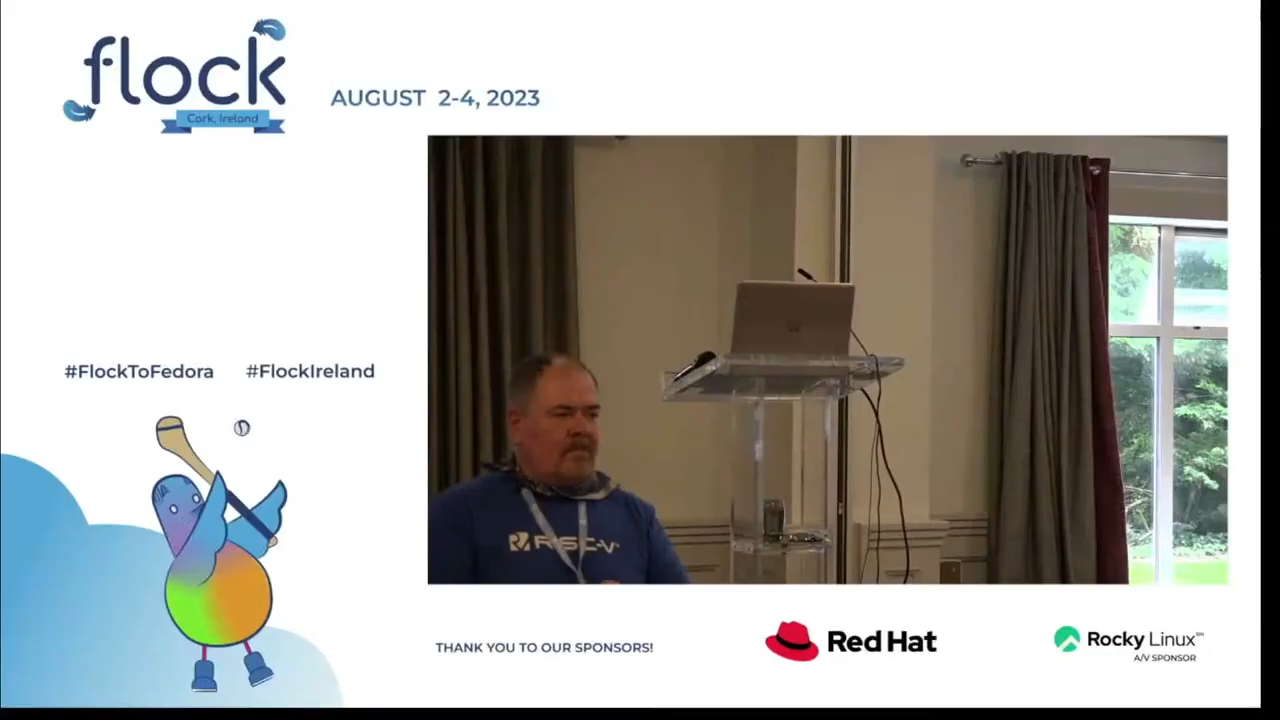 flock
Cork, Ireland
AUGUST 2-4, 2023
#FlockToFedora #FlockIreland
RISC-V
THANK YOU TO OUR SPONSORS!
Red Hat
Rocky Linux℠
A/V SPONSOR